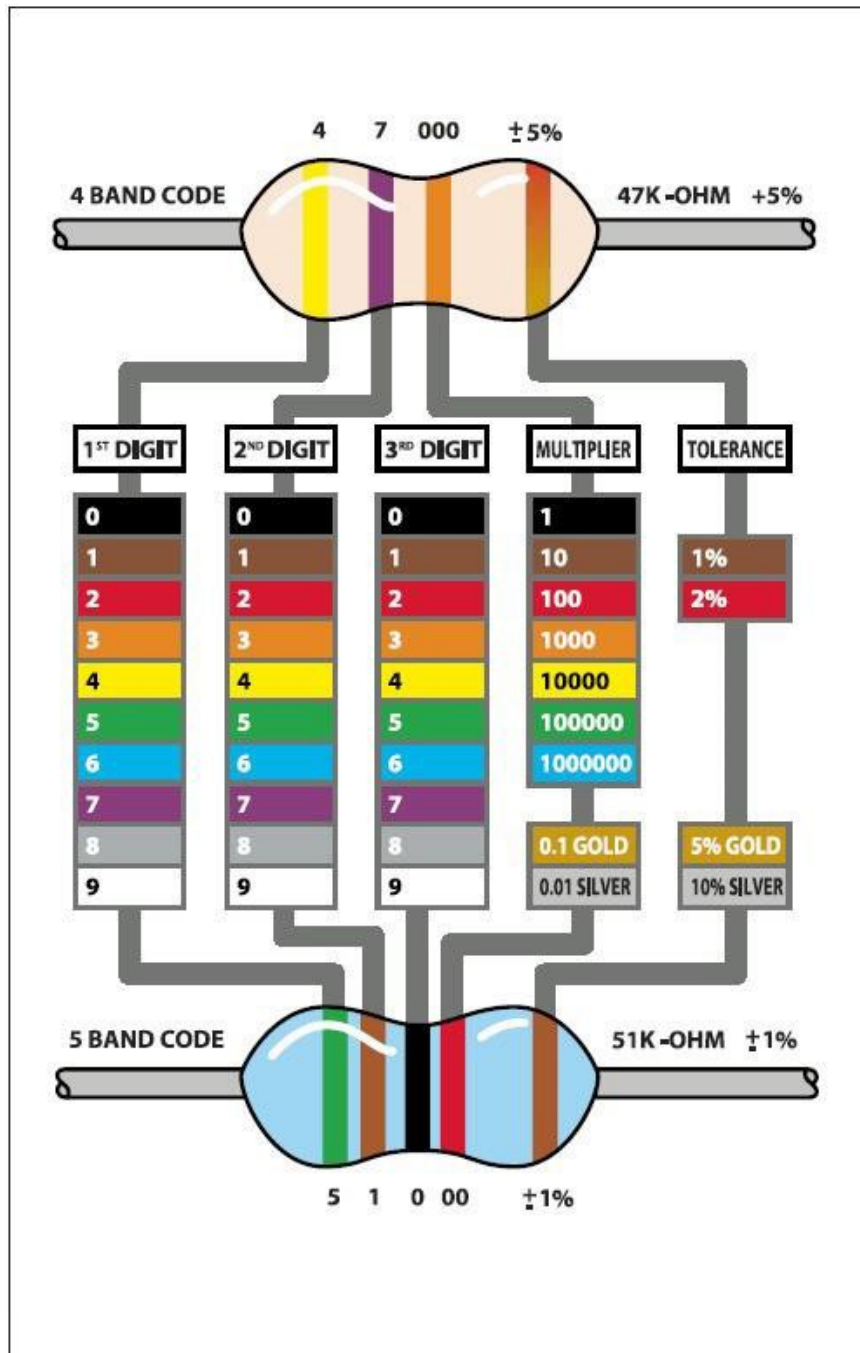 4 7 000 ±5%
4 BAND CODE 47K-OHM +5%
1ST DIGIT 2ND DIGIT 3RD DIGIT MULTIPLIER TOLERANCE
0 0 0 1
1 1 1 10 1%
2 2 2 100 2%
3 3 3 1000
4 4 4 10000
5 5 5 100000
6 6 6 1000000
7 7 7
8 8 8 0.1 GOLD 5% GOLD
9 9 9 0.01 SILVER 10% SILVER
5 BAND CODE 51K-OHM ±1%
5 1 0 00 ±1%